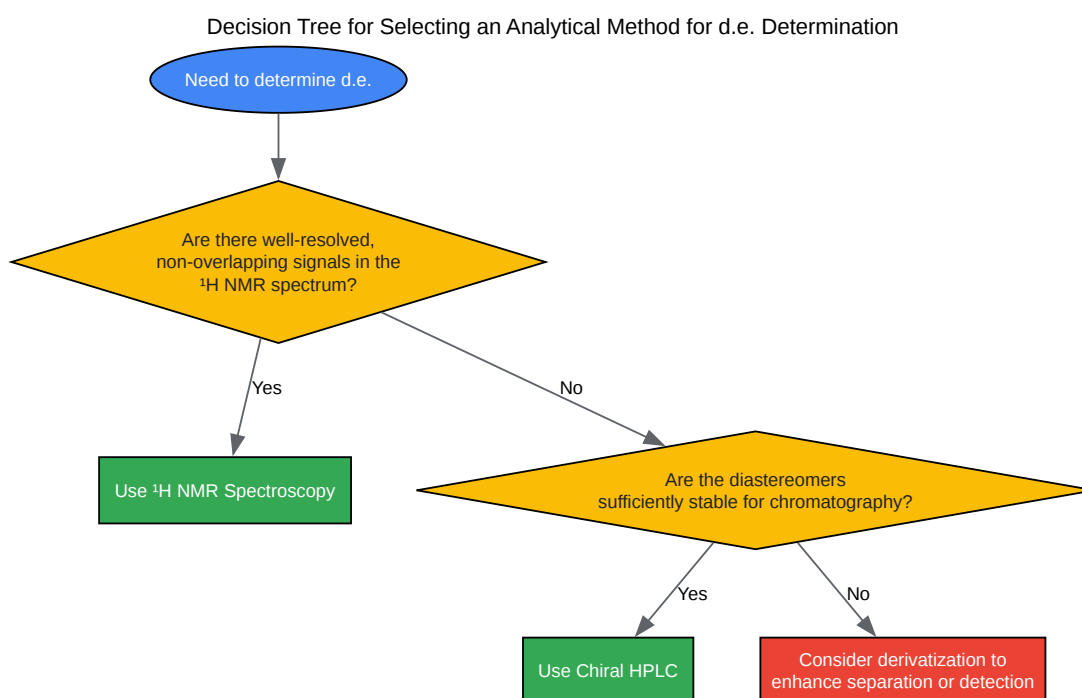 Decision Tree for Selecting an Analytical Method for d.e. Determination
Need to determine d.e.
Are there well-resolved,
non-overlapping signals in the
¹H NMR spectrum?
Yes
No
Use ¹H NMR Spectroscopy
Are the diastereomers
sufficiently stable for chromatography?
Yes
No
Use Chiral HPLC
Consider derivatization to
enhance separation or detection